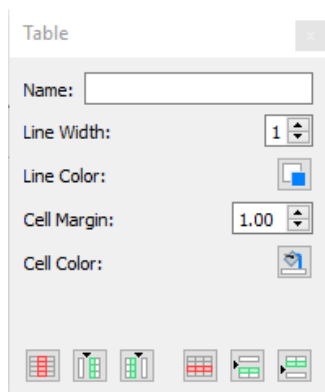 Table
Name:
Line Width: 1
Line Color:
Cell Margin: 1.00
Cell Color: